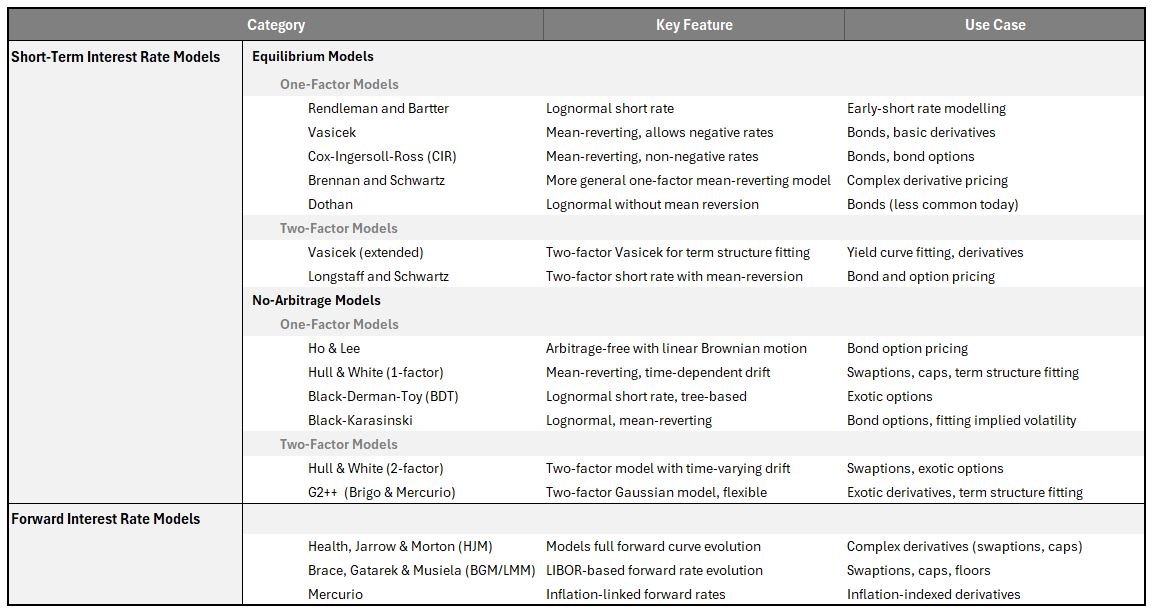 Category Key Feature Use Case
Short-Term Interest Rate Models Equilibrium Models
One-Factor Models
Rendleman and Bartter Lognormal short rate Early-short rate modelling
Vasicek Mean-reverting, allows negative rates Bonds, basic derivatives
Cox-Ingersoll-Ross (CIR) Mean-reverting, non-negative rates Bonds, bond options
Brennan and Schwartz More general one-factor mean-reverting model Complex derivative pricing
Dothan Lognormal without mean reversion Bonds (less common today)
Two-Factor Models
Vasicek (extended) Two-factor Vasicek for term structure fitting Yield curve fitting, derivatives
Longstaff and Schwartz Two-factor short rate with mean-reversion Bond and option pricing
No-Arbitrage Models
One-Factor Models
Ho & Lee Arbitrage-free with linear Brownian motion Bond option pricing
Hull & White (1-factor) Mean-reverting, time-dependent drift Swaptions, caps, term structure fitting
Black-Derman-Toy (BDT) Lognormal short rate, tree-based Exotic options
Black-Karasinski Lognormal, mean-reverting Bond options, fitting implied volatility
Two-Factor Models
Hull & White (2-factor) Two-factor model with time-varying drift Swaptions, exotic options
G2++ (Brigo & Mercurio) Two-factor Gaussian model, flexible Exotic derivatives, term structure fitting
Forward Interest Rate Models
Health, Jarrow & Morton (HJM) Models full forward curve evolution Complex derivatives (swaptions, caps)
Brace, Gatarek & Musiela (BGM/LMM) LIBOR-based forward rate evolution Swaptions, caps, floors
Mercurio Inflation-linked forward rates Inflation-indexed derivatives